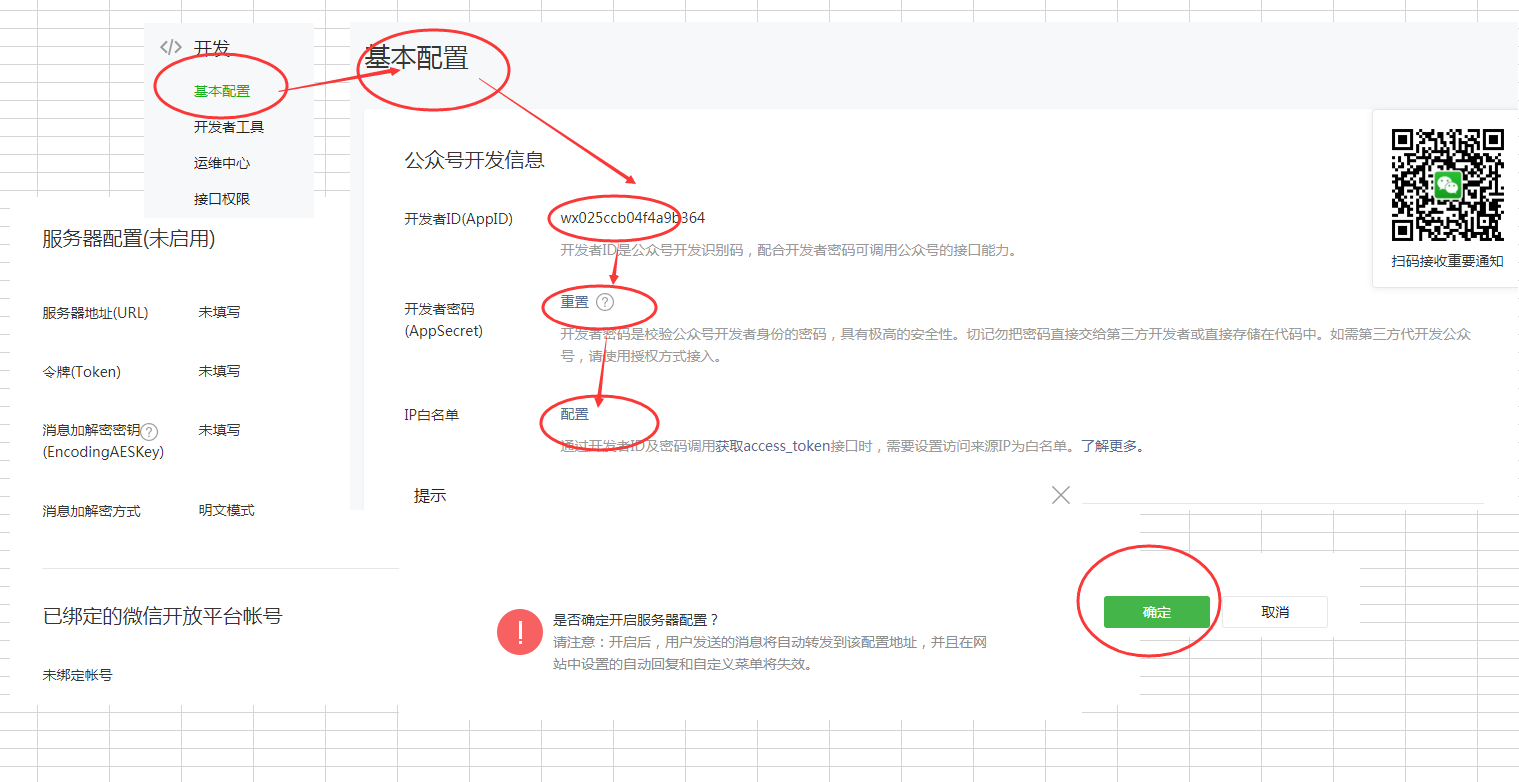 </> 开发
基本配置
开发者工具
运维中心
接口权限
基本配置
公众号开发信息
开发者ID(AppID)
wx025ccb04f4a9b364
开发者ID是公众号开发识别码，配合开发者密码可调用公众号的接口能力。
开发者密码
(AppSecret)
重置 ?
开发者密码是校验公众号开发者身份的密码，具有极高的安全性。切记勿把密码直接交给第三方开发者或直接存储在代码中。如需第三方代开发公众
号，请使用授权方式接入。
IP白名单
配置
通过开发者ID及密码调用获取access_token接口时，需要设置访问来源IP为白名单。了解更多。
扫码接收重要通知
服务器配置(未启用)
服务器地址(URL) 未填写
令牌(Token) 未填写
消息加解密密钥 ? 未填写
(EncodingAESKey)
消息加解密方式 明文模式
已绑定的微信开放平台帐号
未绑定帐号
提示
!
是否确定开启服务器配置？
请注意：开启后，用户发送的消息将自动转发到该配置地址，并且在网
站中设置的自动回复和自定义菜单将失效。
确定 取消